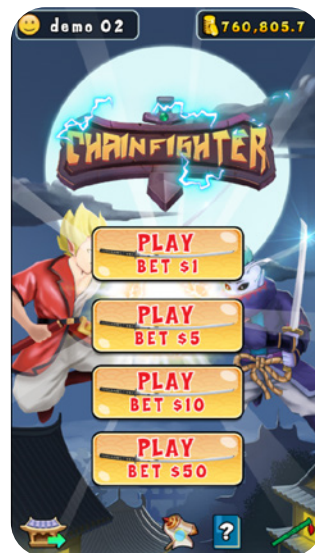 demo 02
760,805.7
CHAINFIGHTER
PLAY
BET $1
PLAY
BET $5
PLAY
BET $10
PLAY
BET $50
?